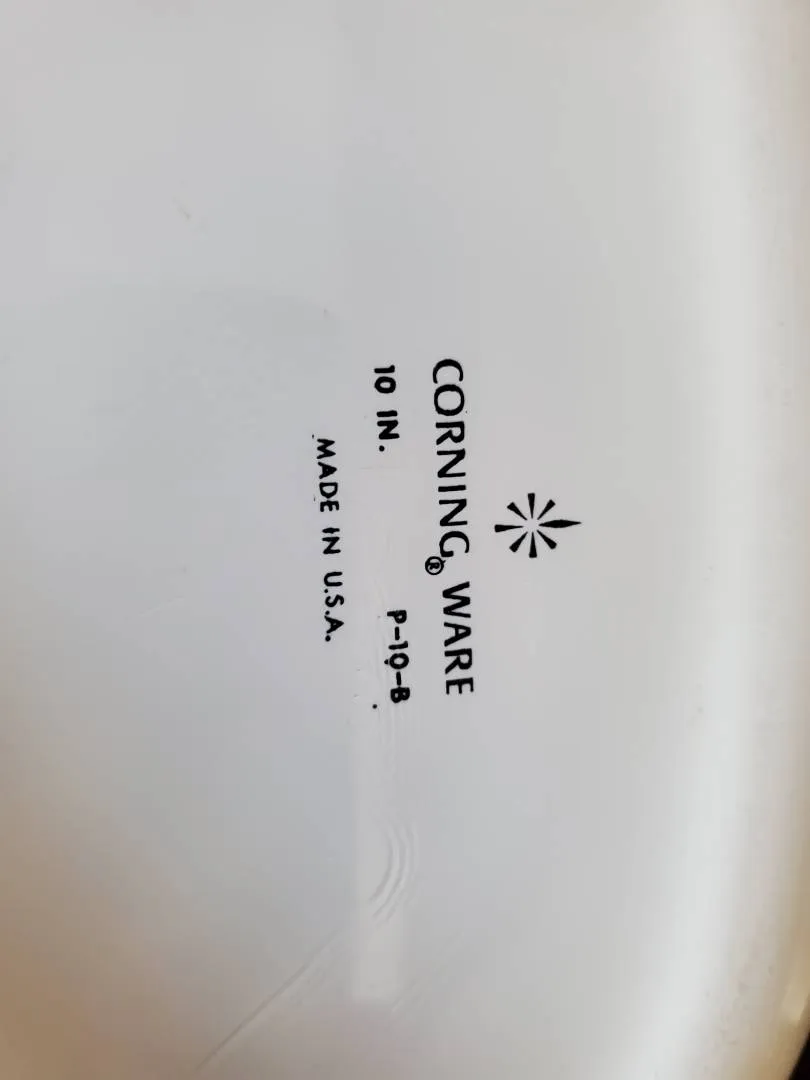 CORNING® WARE
10 IN. P-10-B
MADE IN U.S.A.